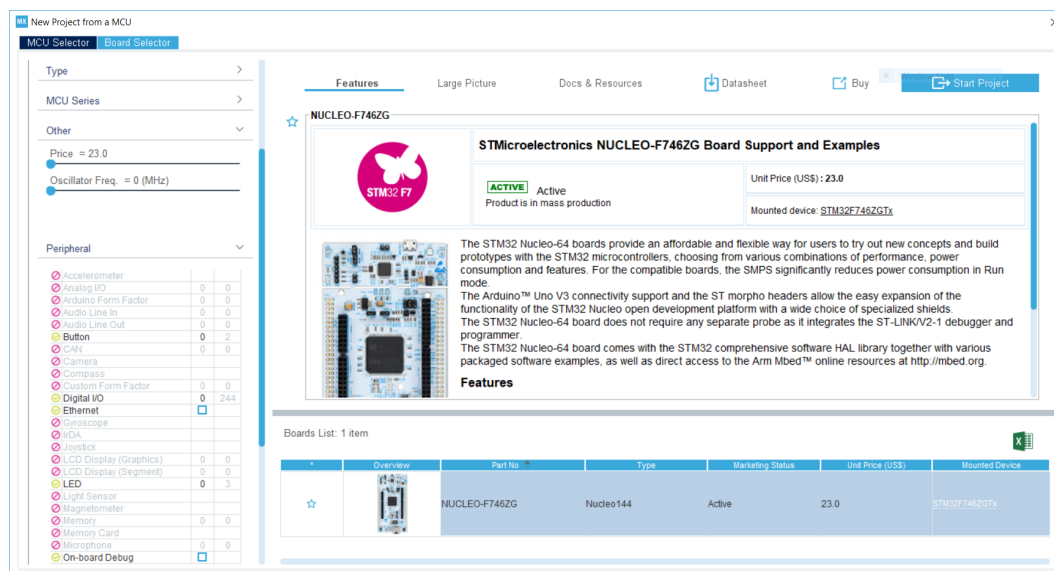 MX New Project from a MCU
MCU Selector Board Selector
Type
MCU Series
Other
Price = 23.0
Oscillator Freq. = 0 (MHz)
Peripheral
Accelerometer
Analog I/O 0 0
Arduino Form Factor 0 0
Audio Line In 0 0
Audio Line Out 0 0
Button 0 2
CAN 0 0
Camera
Compass
Custom Form Factor 0 0
Digital I/O 0 244
Ethernet
Gyroscope
IrDA
Joystick
LCD Display (Graphics) 0 0
LCD Display (Segment) 0 0
LED 0 3
Light Sensor
Magnetometer
Memory 0 0
Memory Card
Microphone 0 0
On-board Debug
Features Large Picture Docs & Resources Datasheet Buy Start Project
NUCLEO-F746ZG
STM32 F7
STMicroelectronics NUCLEO-F746ZG Board Support and Examples
ACTIVE Active
Product is in mass production
Unit Price (US$) : 23.0
Mounted device: STM32F746ZGTx
The STM32 Nucleo-64 boards provide an affordable and flexible way for users to try out new concepts and build
prototypes with the STM32 microcontrollers, choosing from various combinations of performance, power
consumption and features. For the compatible boards, the SMPS significantly reduces power consumption in Run
mode.
The Arduino™ Uno V3 connectivity support and the ST morpho headers allow the easy expansion of the
functionality of the STM32 Nucleo open development platform with a wide choice of specialized shields.
The STM32 Nucleo-64 board does not require any separate probe as it integrates the ST-LINK/V2-1 debugger and
programmer.
The STM32 Nucleo-64 board comes with the STM32 comprehensive software HAL library together with various
packaged software examples, as well as direct access to the Arm Mbed™ online resources at http://mbed.org.
Features
Boards List: 1 item
* Overview Part No Type Marketing Status Unit Price (US$) Mounted Device
NUCLEO-F746ZG Nucleo144 Active 23.0 STM32F746ZGTx